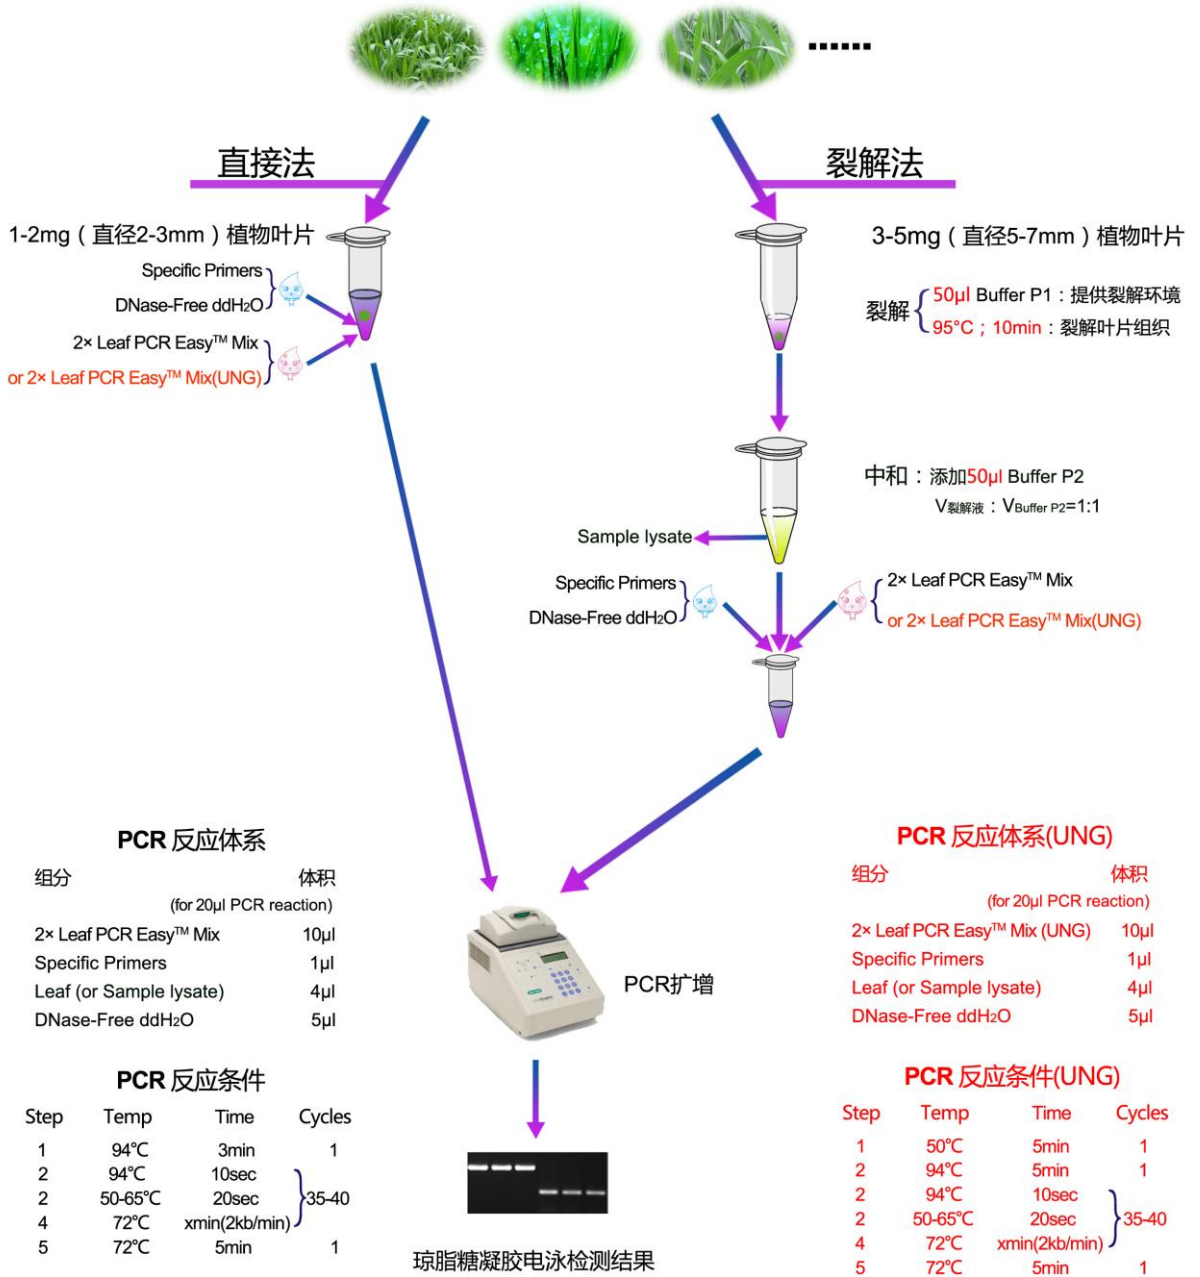 直接法
裂解法
1-2mg（直径2-3mm）植物叶片
Specific Primers
DNase-Free ddH2O
2× Leaf PCR Easy™ Mix
or 2× Leaf PCR Easy™ Mix(UNG)
3-5mg（直径5-7mm）植物叶片
裂解
50μl Buffer P1：提供裂解环境
95°C；10min：裂解叶片组织
中和：添加50μl Buffer P2
V裂解液：VBuffer P2=1:1
Sample lysate
Specific Primers
DNase-Free ddH2O
2× Leaf PCR Easy™ Mix
or 2× Leaf PCR Easy™ Mix(UNG)
PCR 反应体系
组分 体积
(for 20μl PCR reaction)
2× Leaf PCR Easy™ Mix 10μl
Specific Primers 1μl
Leaf (or Sample lysate) 4μl
DNase-Free ddH2O 5μl
PCR 反应条件
Step Temp Time Cycles
1 94℃ 3min 1
2 94℃ 10sec
2 50-65℃ 20sec 35-40
4 72℃ xmin(2kb/min)
5 72℃ 5min 1
PCR扩增
琼脂糖凝胶电泳检测结果
PCR 反应体系(UNG)
组分 体积
(for 20μl PCR reaction)
2× Leaf PCR Easy™ Mix (UNG) 10μl
Specific Primers 1μl
Leaf (or Sample lysate) 4μl
DNase-Free ddH2O 5μl
PCR 反应条件(UNG)
Step Temp Time Cycles
1 50℃ 5min 1
2 94℃ 5min 1
2 94℃ 10sec
2 50-65℃ 20sec 35-40
4 72℃ xmin(2kb/min)
5 72℃ 5min 1